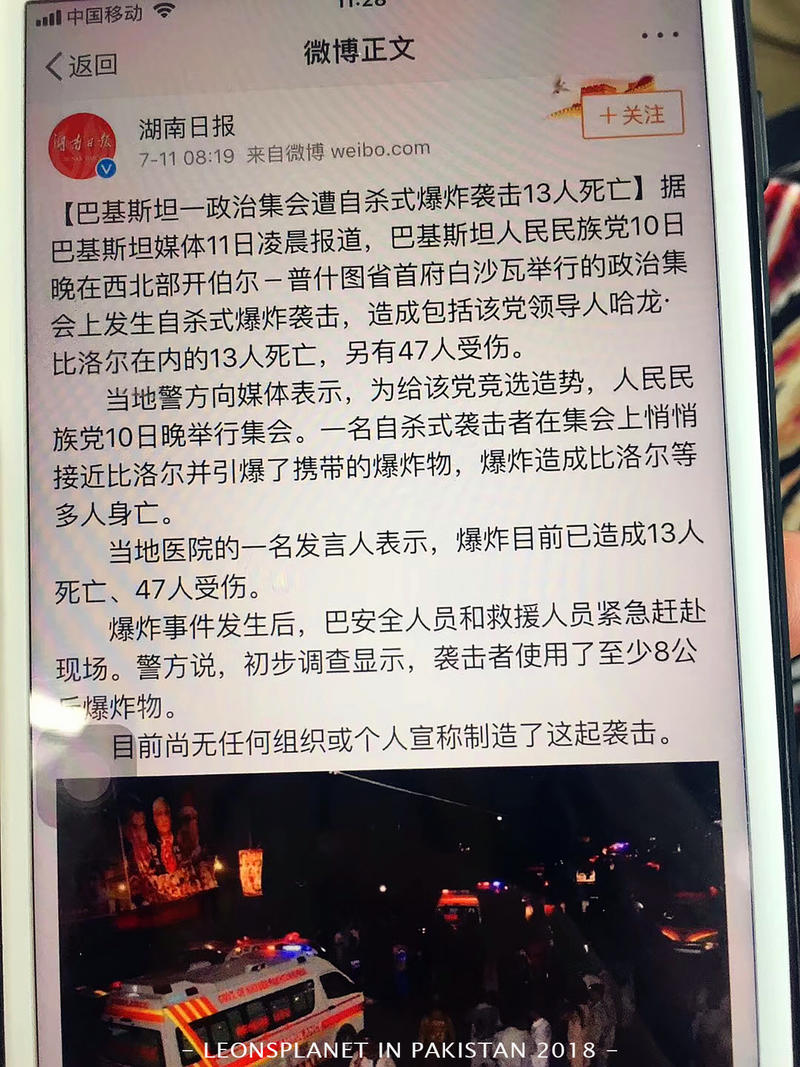 中国移动
11:28
返回
微博正文
湖南日报
湖南日报
+关注
7-11 08:19 来自微博 weibo.com
【巴基斯坦一政治集会遭自杀式爆炸袭击13人死亡】据
巴基斯坦媒体11日凌晨报道，巴基斯坦人民民族党10日
晚在西北部开伯尔－普什图省首府白沙瓦举行的政治集
会上发生自杀式爆炸袭击，造成包括该党领导人哈龙·
比洛尔在内的13人死亡，另有47人受伤。
当地警方向媒体表示，为给该党竞选造势，人民民
族党10日晚举行集会。一名自杀式袭击者在集会上悄悄
接近比洛尔并引爆了携带的爆炸物，爆炸造成比洛尔等
多人身亡。
当地医院的一名发言人表示，爆炸目前已造成13人
死亡、47人受伤。
爆炸事件发生后，巴安全人员和救援人员紧急赶赴
现场。警方说，初步调查显示，袭击者使用了至少8公
斤爆炸物。
目前尚无任何组织或个人宣称制造了这起袭击。
– LEONSPLANET IN PAKISTAN 2018 –